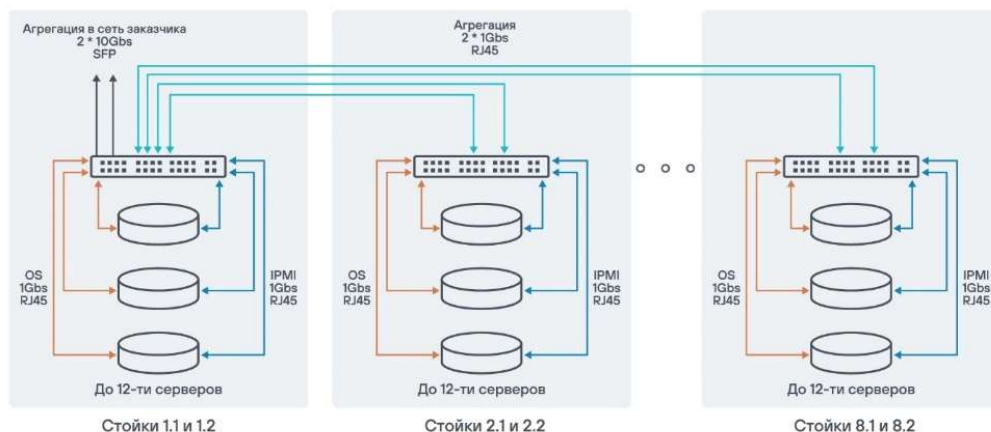 Агрегация в сеть заказчика
2 * 10Gbs
SFP
Агрегация
2 * 1Gbs
RJ45
OS
1Gbs
RJ45
IPMI
1Gbs
RJ45
OS
1Gbs
RJ45
IPMI
1Gbs
RJ45
OS
1Gbs
RJ45
IPMI
1Gbs
RJ45
До 12-ти серверов
До 12-ти серверов
До 12-ти серверов
Стойки 1.1 и 1.2
Стойки 2.1 и 2.2
Стойки 8.1 и 8.2